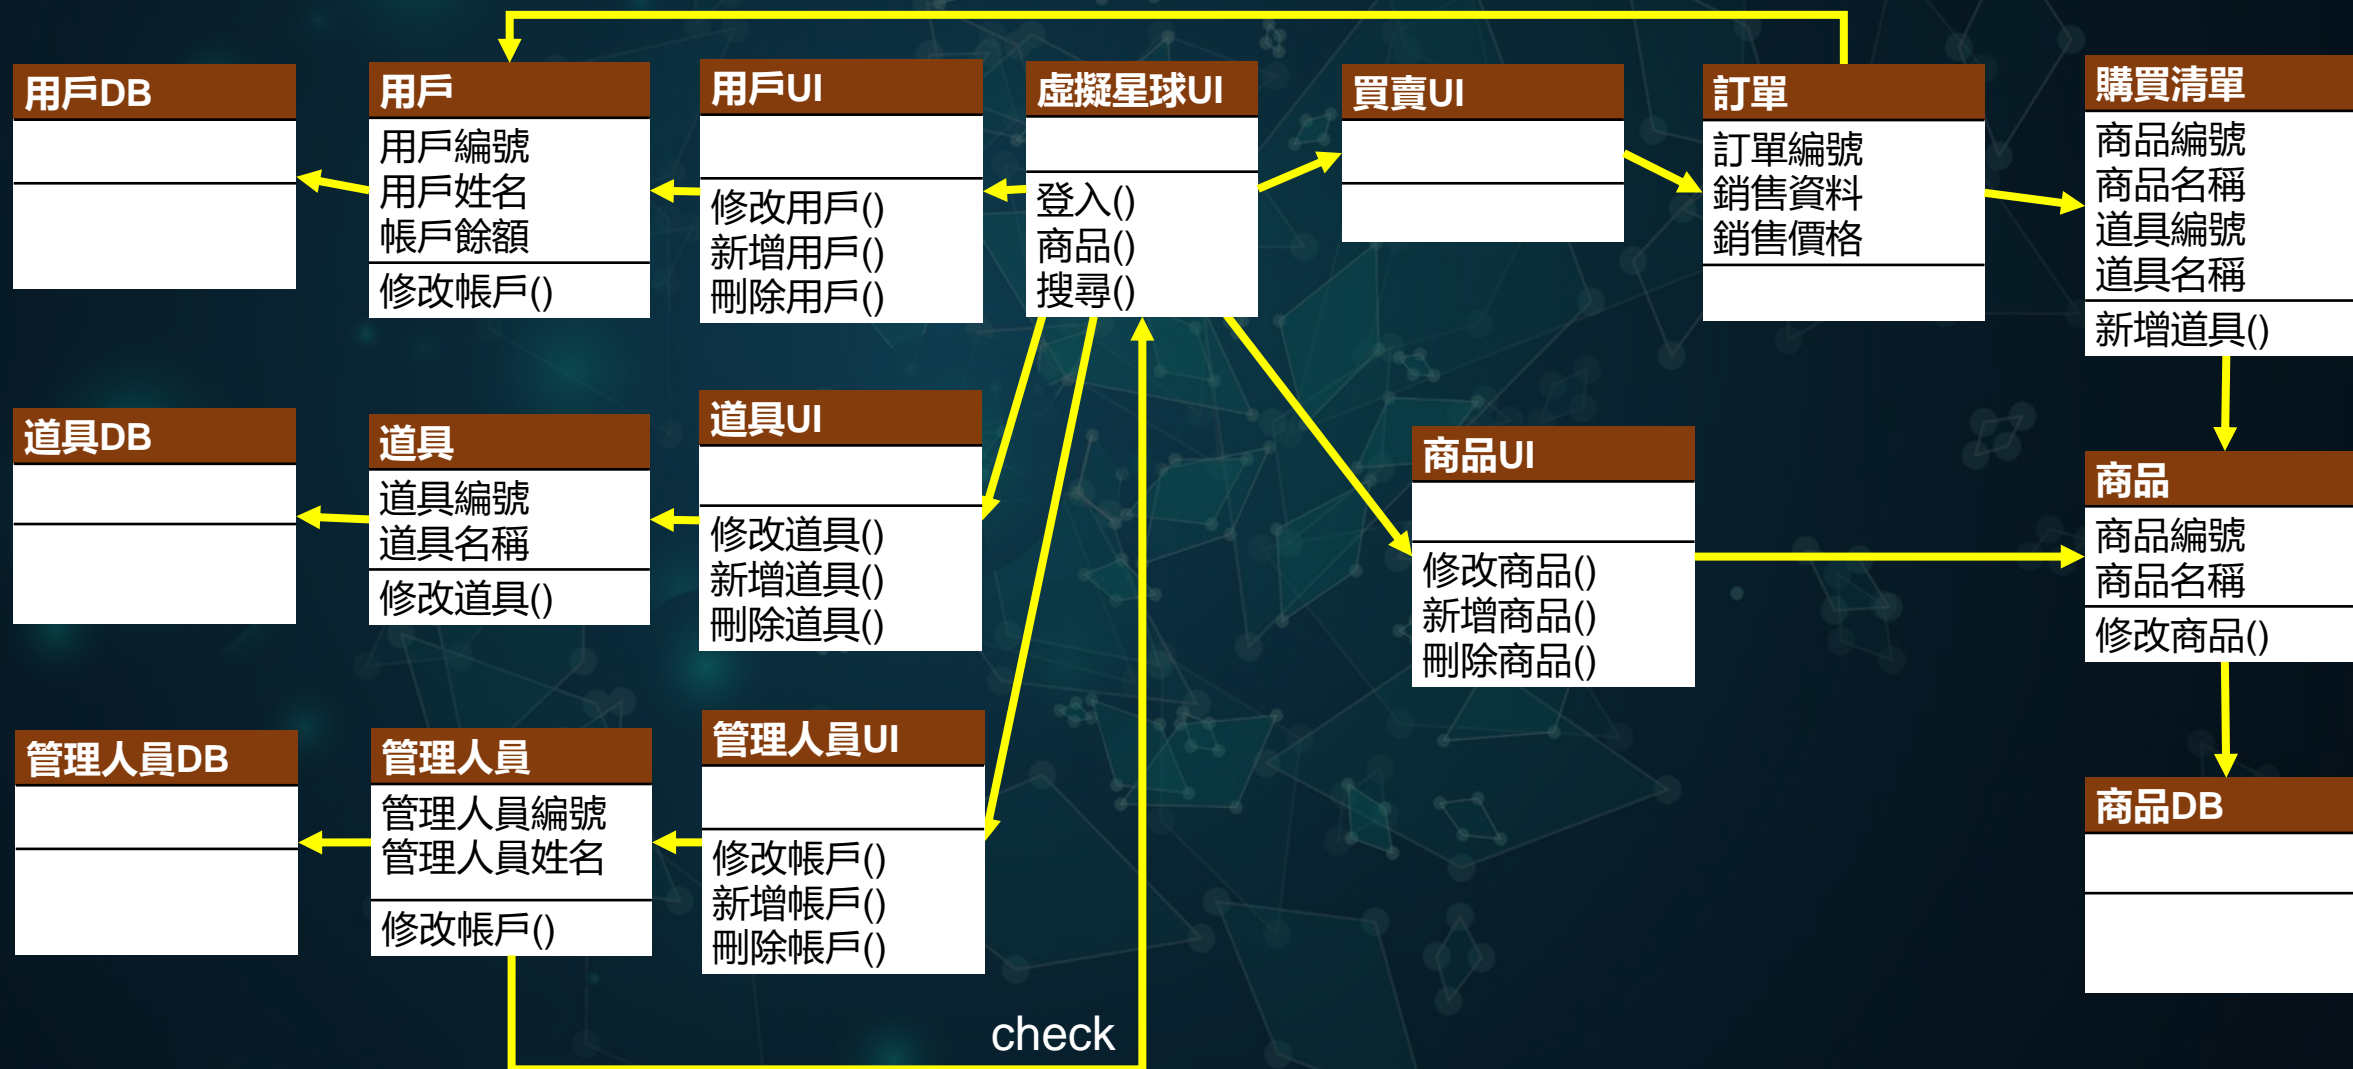 用戶DB
用戶
用戶編號
用戶姓名
帳戶餘額
修改帳戶()
用戶UI
修改用戶()
新增用戶()
刪除用戶()
虛擬星球UI
登入()
商品()
搜尋()
買賣UI
訂單
訂單編號
銷售資料
銷售價格
購買清單
商品編號
商品名稱
道具編號
道具名稱
新增道具()
道具DB
道具
道具編號
道具名稱
修改道具()
道具UI
修改道具()
新增道具()
刪除道具()
商品UI
修改商品()
新增商品()
刪除商品()
商品
商品編號
商品名稱
修改商品()
管理人員DB
管理人員
管理人員編號
管理人員姓名
修改帳戶()
管理人員UI
修改帳戶()
新增帳戶()
刪除帳戶()
商品DB
check